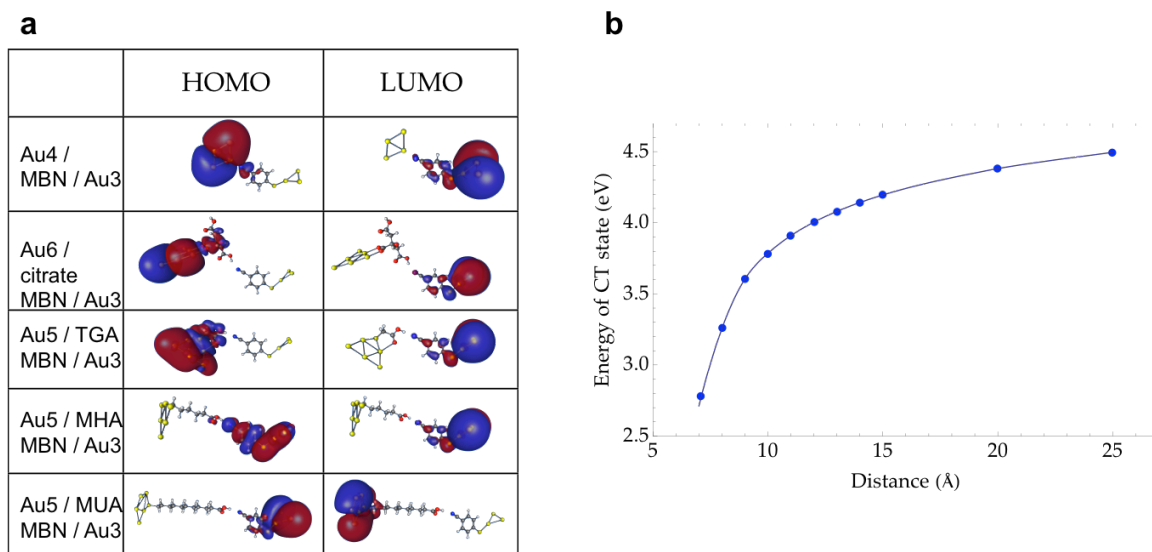 a
HOMO LUMO
Au4 /
MBN / Au3
Au6 /
citrate
MBN / Au3
Au5 / TGA
MBN / Au3
Au5 / MHA
MBN / Au3
Au5 / MUA
MBN / Au3
b
Energy of CT state (eV)
4.5
4.0
3.5
3.0
2.5
5 10 15 20 25
Distance (Å)